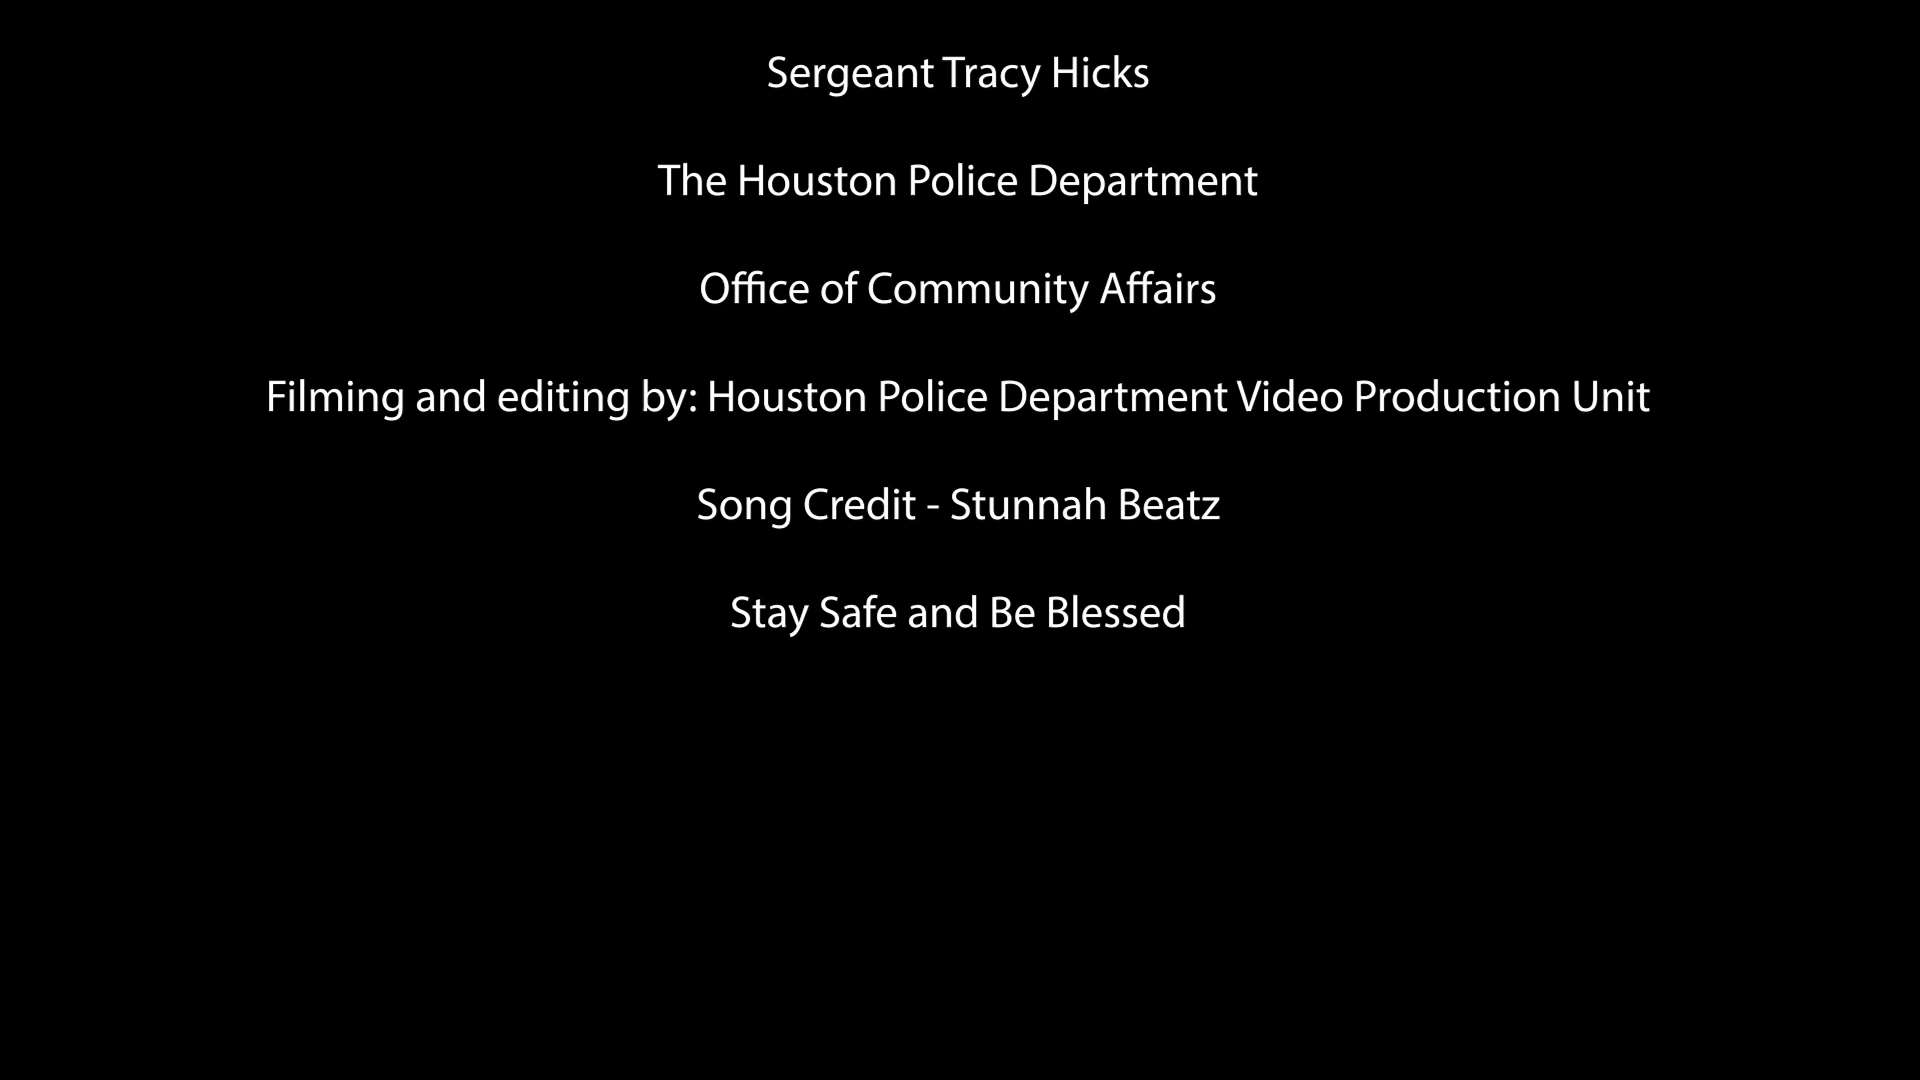 Sergeant Tracy Hicks
The Houston Police Department
Office of Community Affairs
Filming and editing by: Houston Police Department Video Production Unit
Song Credit - Stunnah Beatz
Stay Safe and Be Blessed